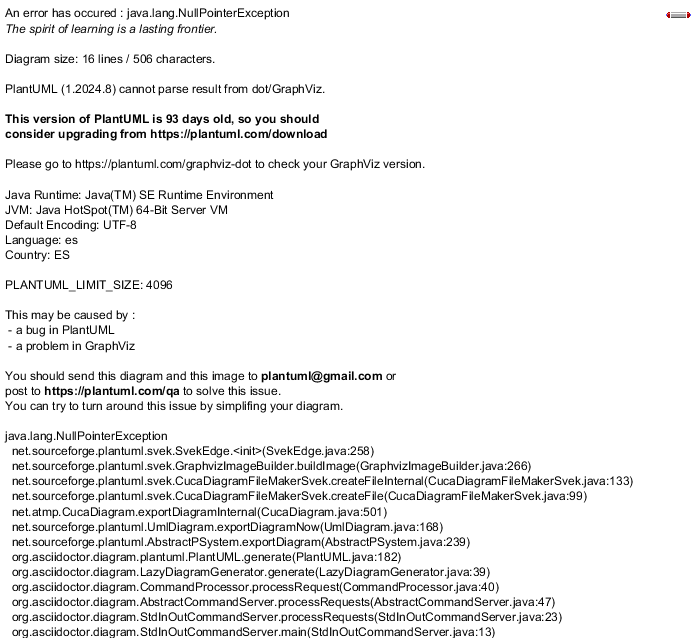 An error has occured : java.lang.NullPointerException
The spirit of learning is a lasting frontier.
Diagram size: 16 lines / 506 characters.
PlantUML (1.2024.8) cannot parse result from dot/GraphViz.
This version of PlantUML is 93 days old, so you should
consider upgrading from https://plantuml.com/download
Please go to https://plantuml.com/graphviz-dot to check your GraphViz version.
Java Runtime: Java(TM) SE Runtime Environment
JVM: Java HotSpot(TM) 64-Bit Server VM
Default Encoding: UTF-8
Language: es
Country: ES
PLANTUML_LIMIT_SIZE: 4096
This may be caused by :
- a bug in PlantUML
- a problem in GraphViz
You should send this diagram and this image to plantuml@gmail.com or
post to https://plantuml.com/qa to solve this issue.
You can try to turn around this issue by simplifing your diagram.
java.lang.NullPointerException
net.sourceforge.plantuml.svek.SvekEdge.<init>(SvekEdge.java:258)
net.sourceforge.plantuml.svek.GraphvizImageBuilder.buildImage(GraphvizImageBuilder.java:266)
net.sourceforge.plantuml.svek.CucaDiagramFileMakerSvek.createFileInternal(CucaDiagramFileMakerSvek.java:133)
net.sourceforge.plantuml.svek.CucaDiagramFileMakerSvek.createFile(CucaDiagramFileMakerSvek.java:99)
net.atmp.CucaDiagram.exportDiagramInternal(CucaDiagram.java:501)
net.sourceforge.plantuml.UmlDiagram.exportDiagramNow(UmlDiagram.java:168)
net.sourceforge.plantuml.AbstractPSystem.exportDiagram(AbstractPSystem.java:239)
org.asciidoctor.diagram.plantuml.PlantUML.generate(PlantUML.java:182)
org.asciidoctor.diagram.LazyDiagramGenerator.generate(LazyDiagramGenerator.java:39)
org.asciidoctor.diagram.CommandProcessor.processRequest(CommandProcessor.java:40)
org.asciidoctor.diagram.AbstractCommandServer.processRequests(AbstractCommandServer.java:47)
org.asciidoctor.diagram.StdInOutCommandServer.processRequests(StdInOutCommandServer.java:23)
org.asciidoctor.diagram.StdInOutCommandServer.main(StdInOutCommandServer.java:13)